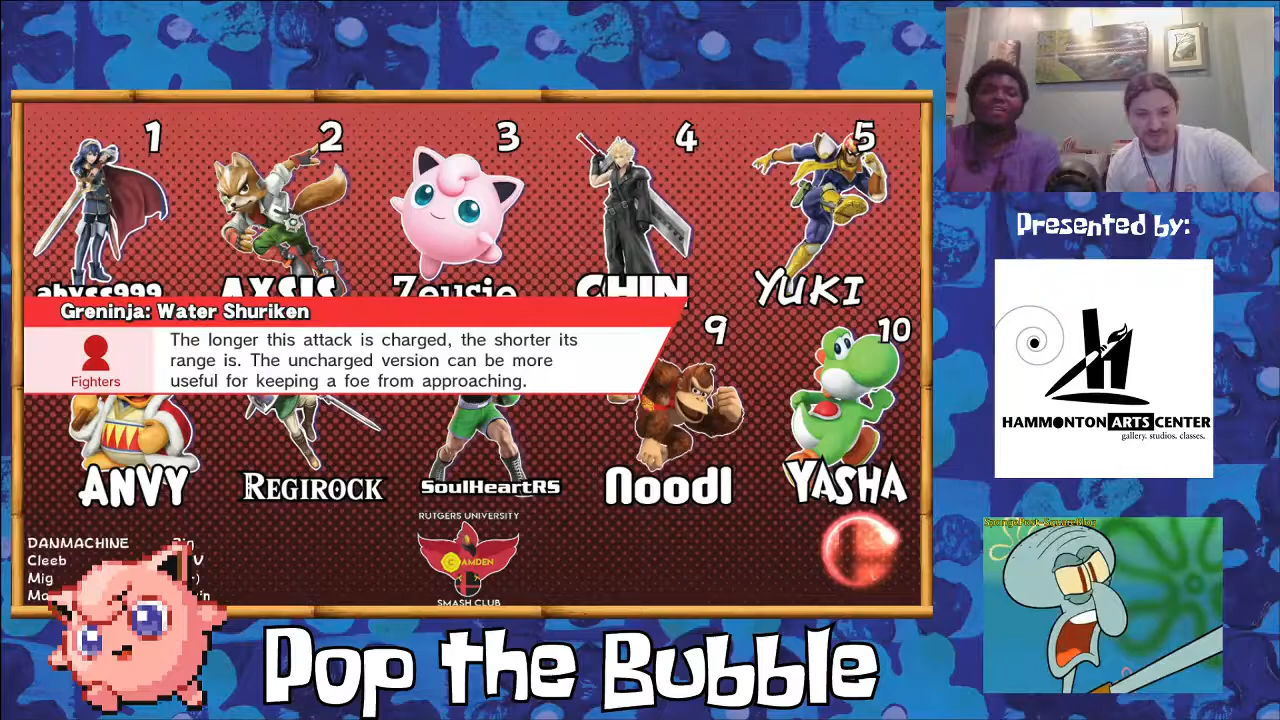 1
2
3
4
5
abyss999
AXSIS
Zeusie
CHIN
YUKI
Greninja: Water Shuriken
Fighters
The longer this attack is charged, the shorter its
range is. The uncharged version can be more
useful for keeping a foe from approaching.
9
10
ANVY
REGIROCK
SoulHeartRS
Noodl
YASHA
DANMACHINE
Cleeb
Mig
RUTGERS UNIVERSITY
CAMDEN
SMASH CLUB
Pop the Bubble
Presented by:
HAMMONTON ARTS CENTER
gallery. studios. classes.